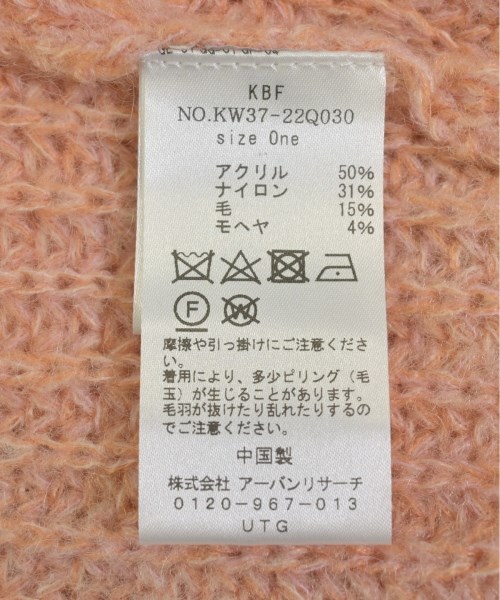 KBF
NO.KW37-22Q030
size One
アクリル 50%
ナイロン 31%
毛 15%
モヘヤ 4%
F W
摩擦や引っ掛けにご注意くださ
い。
着用により、多少ピリング（毛
玉）が生じることがあります。
毛羽が抜けたり乱れたりするの
でご注意ください。
中国製
株式会社 アーバンリサーチ
0120-967-013
UTG